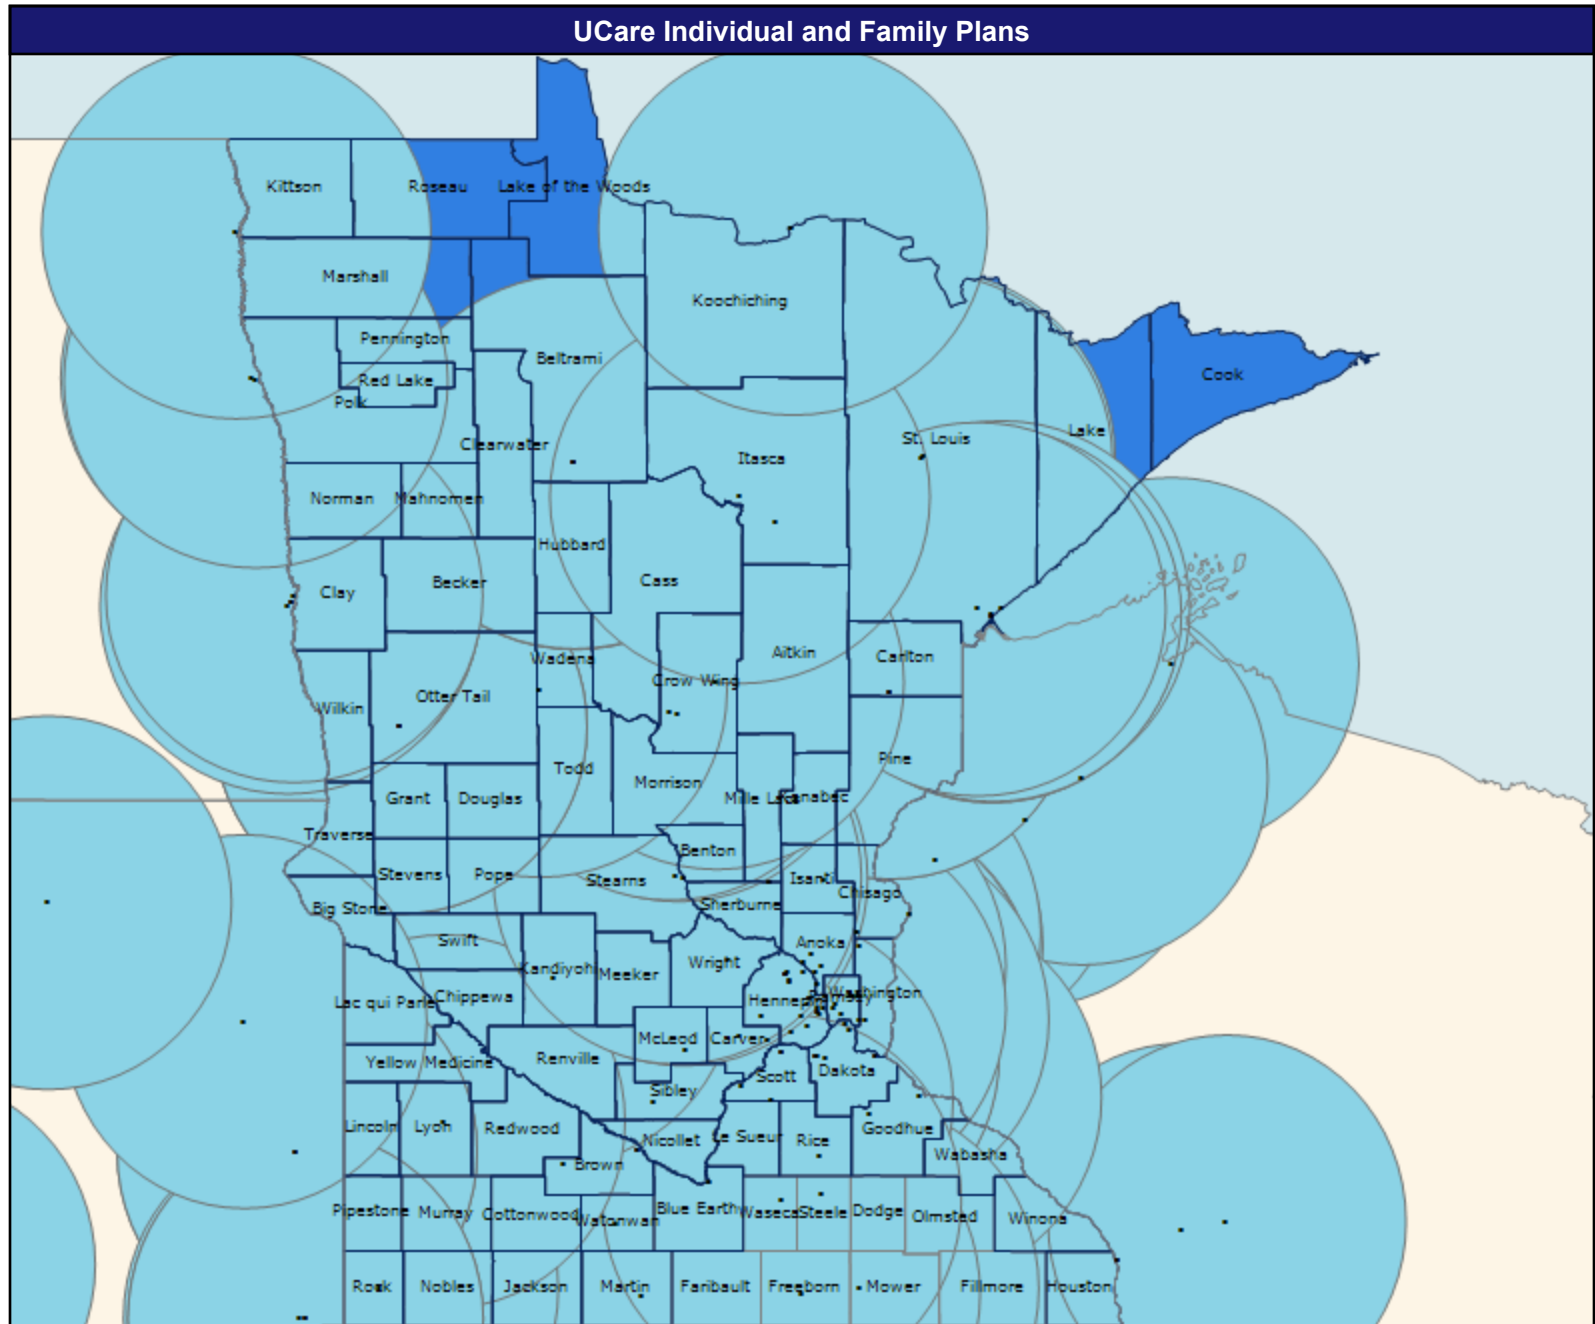 UCare Individual and Family Plans
Kittson
Roseau
Lake of the Woods
Marshall
Koochiching
Pennington
Beltrami
Red Lake
Polk
Cook
Clearwater
St. Louis
Lake
Itasca
Norman
Mahnomen
Hubbard
Clay
Becker
Cass
Wadena
Aitkin
Carlton
Crow Wing
Otter Tail
Wilkin
Pine
Todd
Morrison
Grant
Douglas
Mille Lacs
Kanabec
Traverse
Benton
Stevens
Pope
Stearns
Isanti
Chisago
Big Stone
Sherburne
Swift
Anoka
Kandiyohi
Meeker
Wright
Lac qui Parle
Chippewa
Hennepin
Ramsey
Washington
McLeod
Carver
Yellow Medicine
Renville
Scott
Dakota
Sibley
Lincoln
Lyon
Redwood
Nicollet
Le Sueur
Rice
Goodhue
Brown
Wabasha
Pipestone
Murray
Cottonwood
Watonwan
Blue Earth
Waseca
Steele
Dodge
Olmsted
Winona
Rock
Nobles
Jackson
Martin
Faribault
Freeborn
Mower
Fillmore
Houston